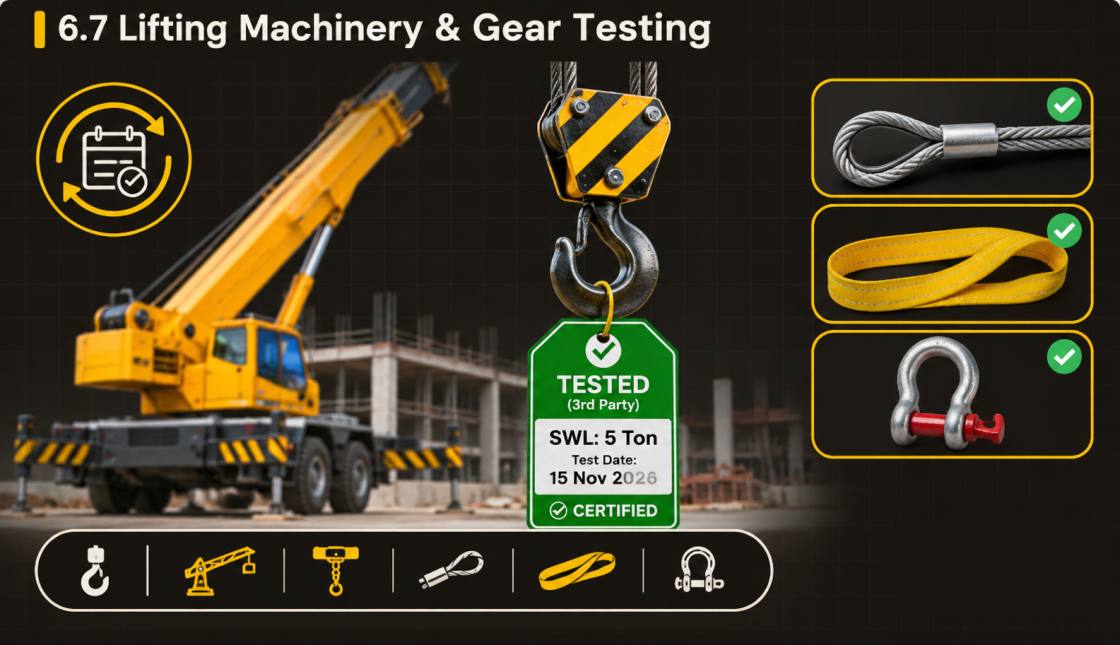 6.7 Lifting Machinery & Gear Testing
TESTED
(3rd Party)
SWL: 5 Ton
Test Date:
15 Nov 2026
CERTIFIED